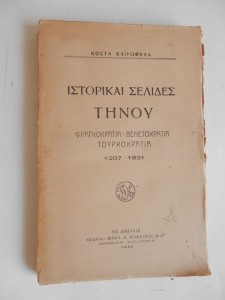 ΚΩΣΤΑ ΚΑΙΡΟΦΥΛΑ
ΙΣΤΟΡΙΚΑΙ ΣΕΛΙΔΕΣ
ΤΗΝΟΥ
ΦΡΑΓΚΟΚΡΑΤΙΑ - ΒΕΝΕΤΟΚΡΑΤΙΑ
ΤΟΥΡΚΟΚΡΑΤΙΑ
1207 - 1821
ΕΝ ΑΘΗΝΑΙΣ